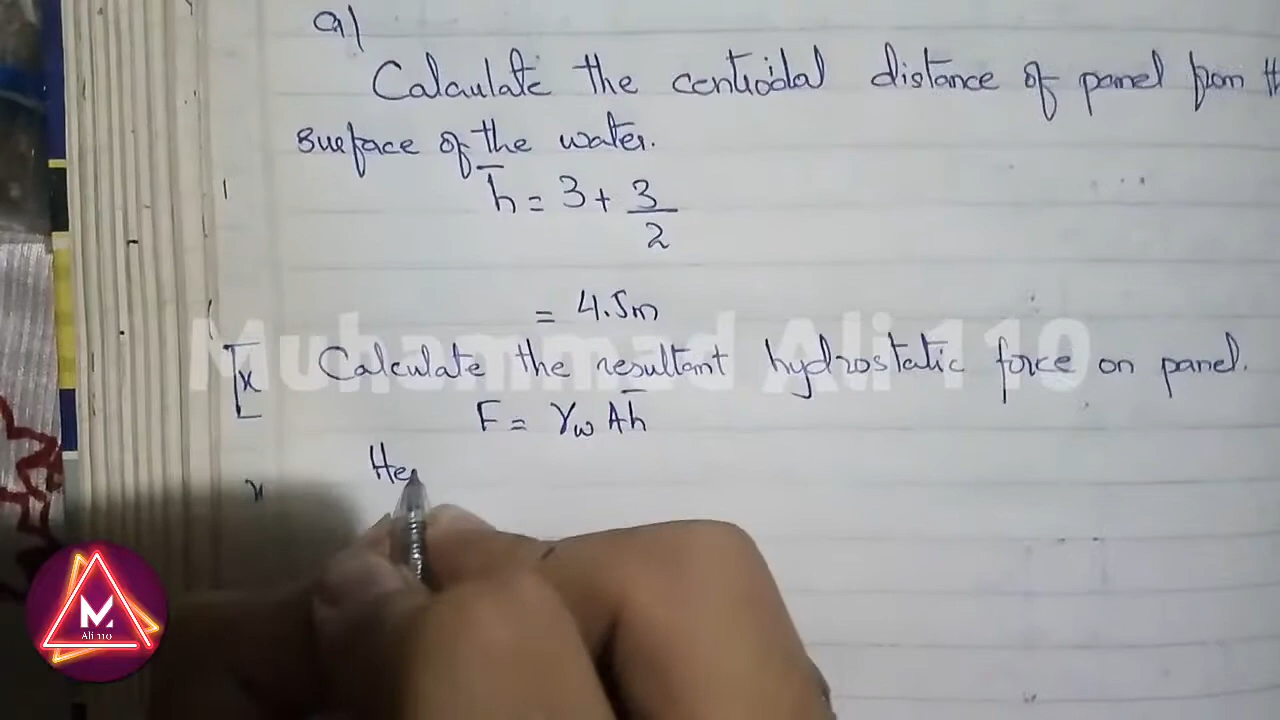 a)
Calculate the centroidal distance of panel from
surface of the water.
h̄ = 3 + 3/2
= 4.5m
Muhammad Ali 110
Calculate the resultant hydrostatic force on panel.
F = γw Ah̄
He
M
Ali 110